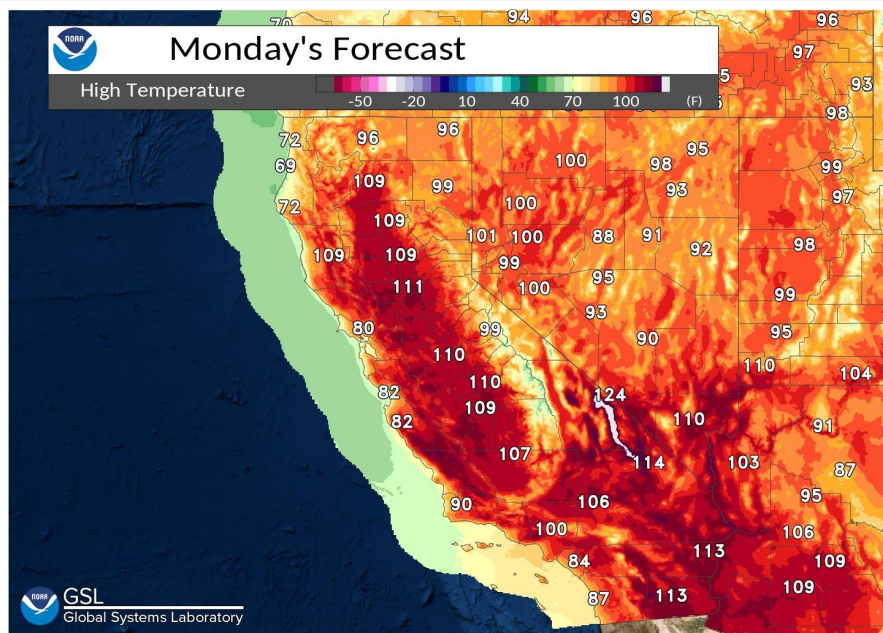 70 94 96 96
NOAA
Monday's Forecast
97
High Temperature
-50 -20 10 40 70 100 (F)
93
98
72 96 96 100 98 95
69 99
109 99 93 97
72 109 100
109 109 101 100 88 91 92 98
99
111 100 95 99
93
80 99 90 95
110 110 104
82 110 124
109 110 91
82
107 114 103 87
90 106 95
100 113 106
84 109
87 113 109
NOAA
GSL
Global Systems Laboratory